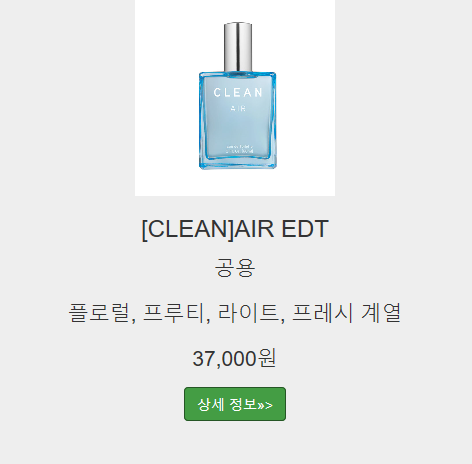 CLEAN
AIR
[CLEAN]AIR EDT
공용
플로럴, 프루티, 라이트, 프레시 계열
37,000원
상세 정보»>